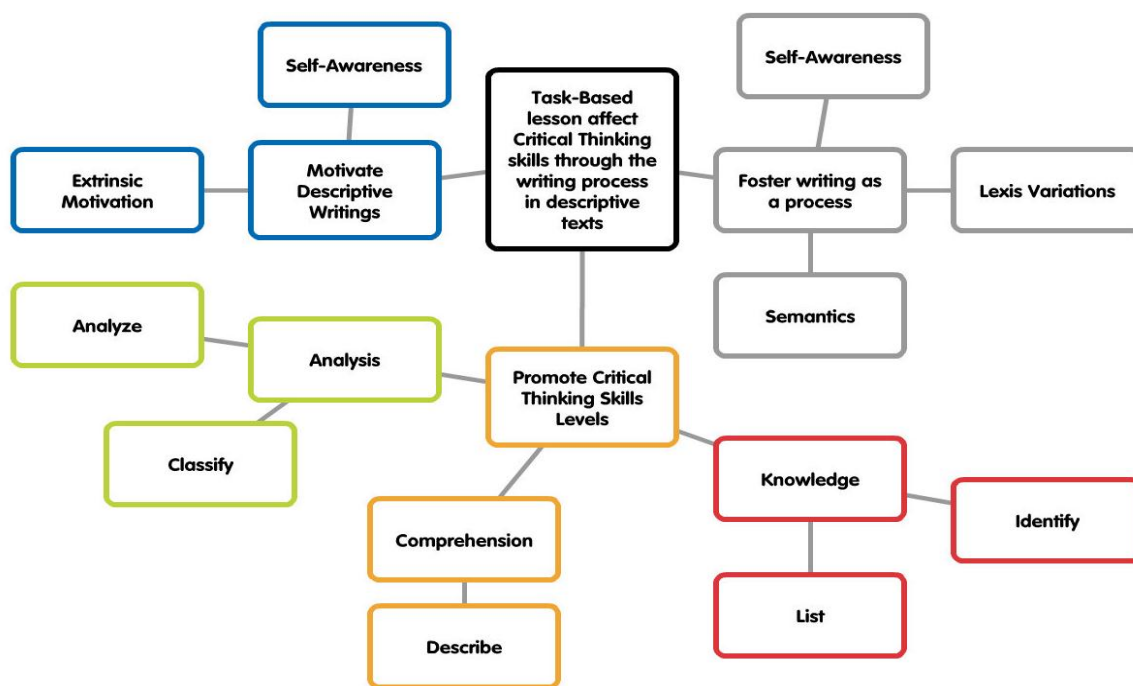 Self-Awareness
Task-Based
lesson affect
Critical Thinking
skills through the
writing process
in descriptive
texts
Self-Awareness
Extrinsic
Motivation
Motivate
Descriptive
Writings
Foster writing as
a process
Lexis Variations
Analyze
Analysis
Semantics
Promote Critical
Thinking Skills
Levels
Classify
Knowledge
Identify
Comprehension
List
Describe